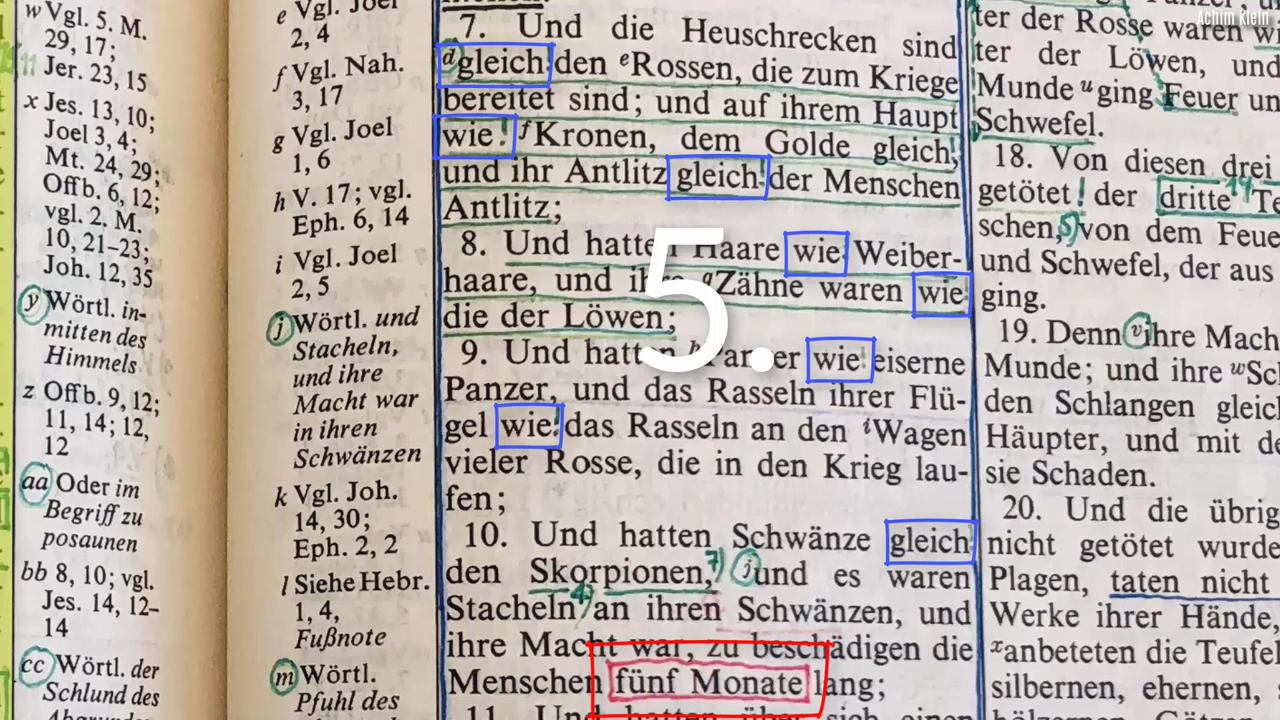 w Vgl. 5. M.
29, 17;
Jer. 23, 15
x Jes. 13, 10;
Joel 3, 4;
Mt. 24, 29;
Offb. 6, 12;
vgl. 2. M.
10, 21–23;
Joh. 12, 35
y Wörtl. in-
mitten des
Himmels
z Offb. 9, 12;
11, 14; 12,
12
aa Oder im
Begriff zu
posaunen
bb 8, 10; vgl.
Jes. 14, 12–
14
cc Wörtl. der
Schlund des
e Vgl. Joel
2, 4
f Vgl. Nah.
3, 17
g Vgl. Joel
1, 6
h V. 17; vgl.
Eph. 6, 14
i Vgl. Joel
2, 5
j Wörtl. und
Stacheln,
und ihre
Macht war
in ihren
Schwänzen
k Vgl. Joh.
14, 30;
Eph. 2, 2
l Siehe Hebr.
1, 4,
Fußnote
m Wörtl.
Pfuhl des
7. Und die Heuschrecken sind
d gleich den e Rossen, die zum Kriege
bereitet sind; und auf ihrem Haupt
wie! f Kronen, dem Golde gleich,
und ihr Antlitz gleich! der Menschen
Antlitz;
8. Und hatten Haare wie! Weiber-
haare, und ihre g Zähne waren wie
die der Löwen;
9. Und hatten h Panzer wie! eiserne
Panzer, und das Rasseln ihrer Flü-
gel wie! das Rasseln an den i Wagen
vieler Rosse, die in den Krieg lau-
fen;
10. Und hatten Schwänze gleich
den Skorpionen, 7) j und es waren
Stacheln 4) an ihren Schwänzen, und
ihre Macht war, zu beschädigen die
Menschen fünf Monate lang;
11. Und hatten über sich einen
5.
Achim Klein
ter der Rosse waren
ter der Löwen, und
Munde u ging Feuer
Schwefel.
18. Von diesen drei
getötet! der dritte
schen, 5) von dem
und Schwefel, der aus
ging.
19. Denn v ihre
Munde; und ihre
den Schlangen
Häupter, und mit
sie Schaden.
20. Und die
nicht getötet
Plagen, taten nicht
Werke ihrer Hände,
x anbeteten die
silbernen, ehernen,